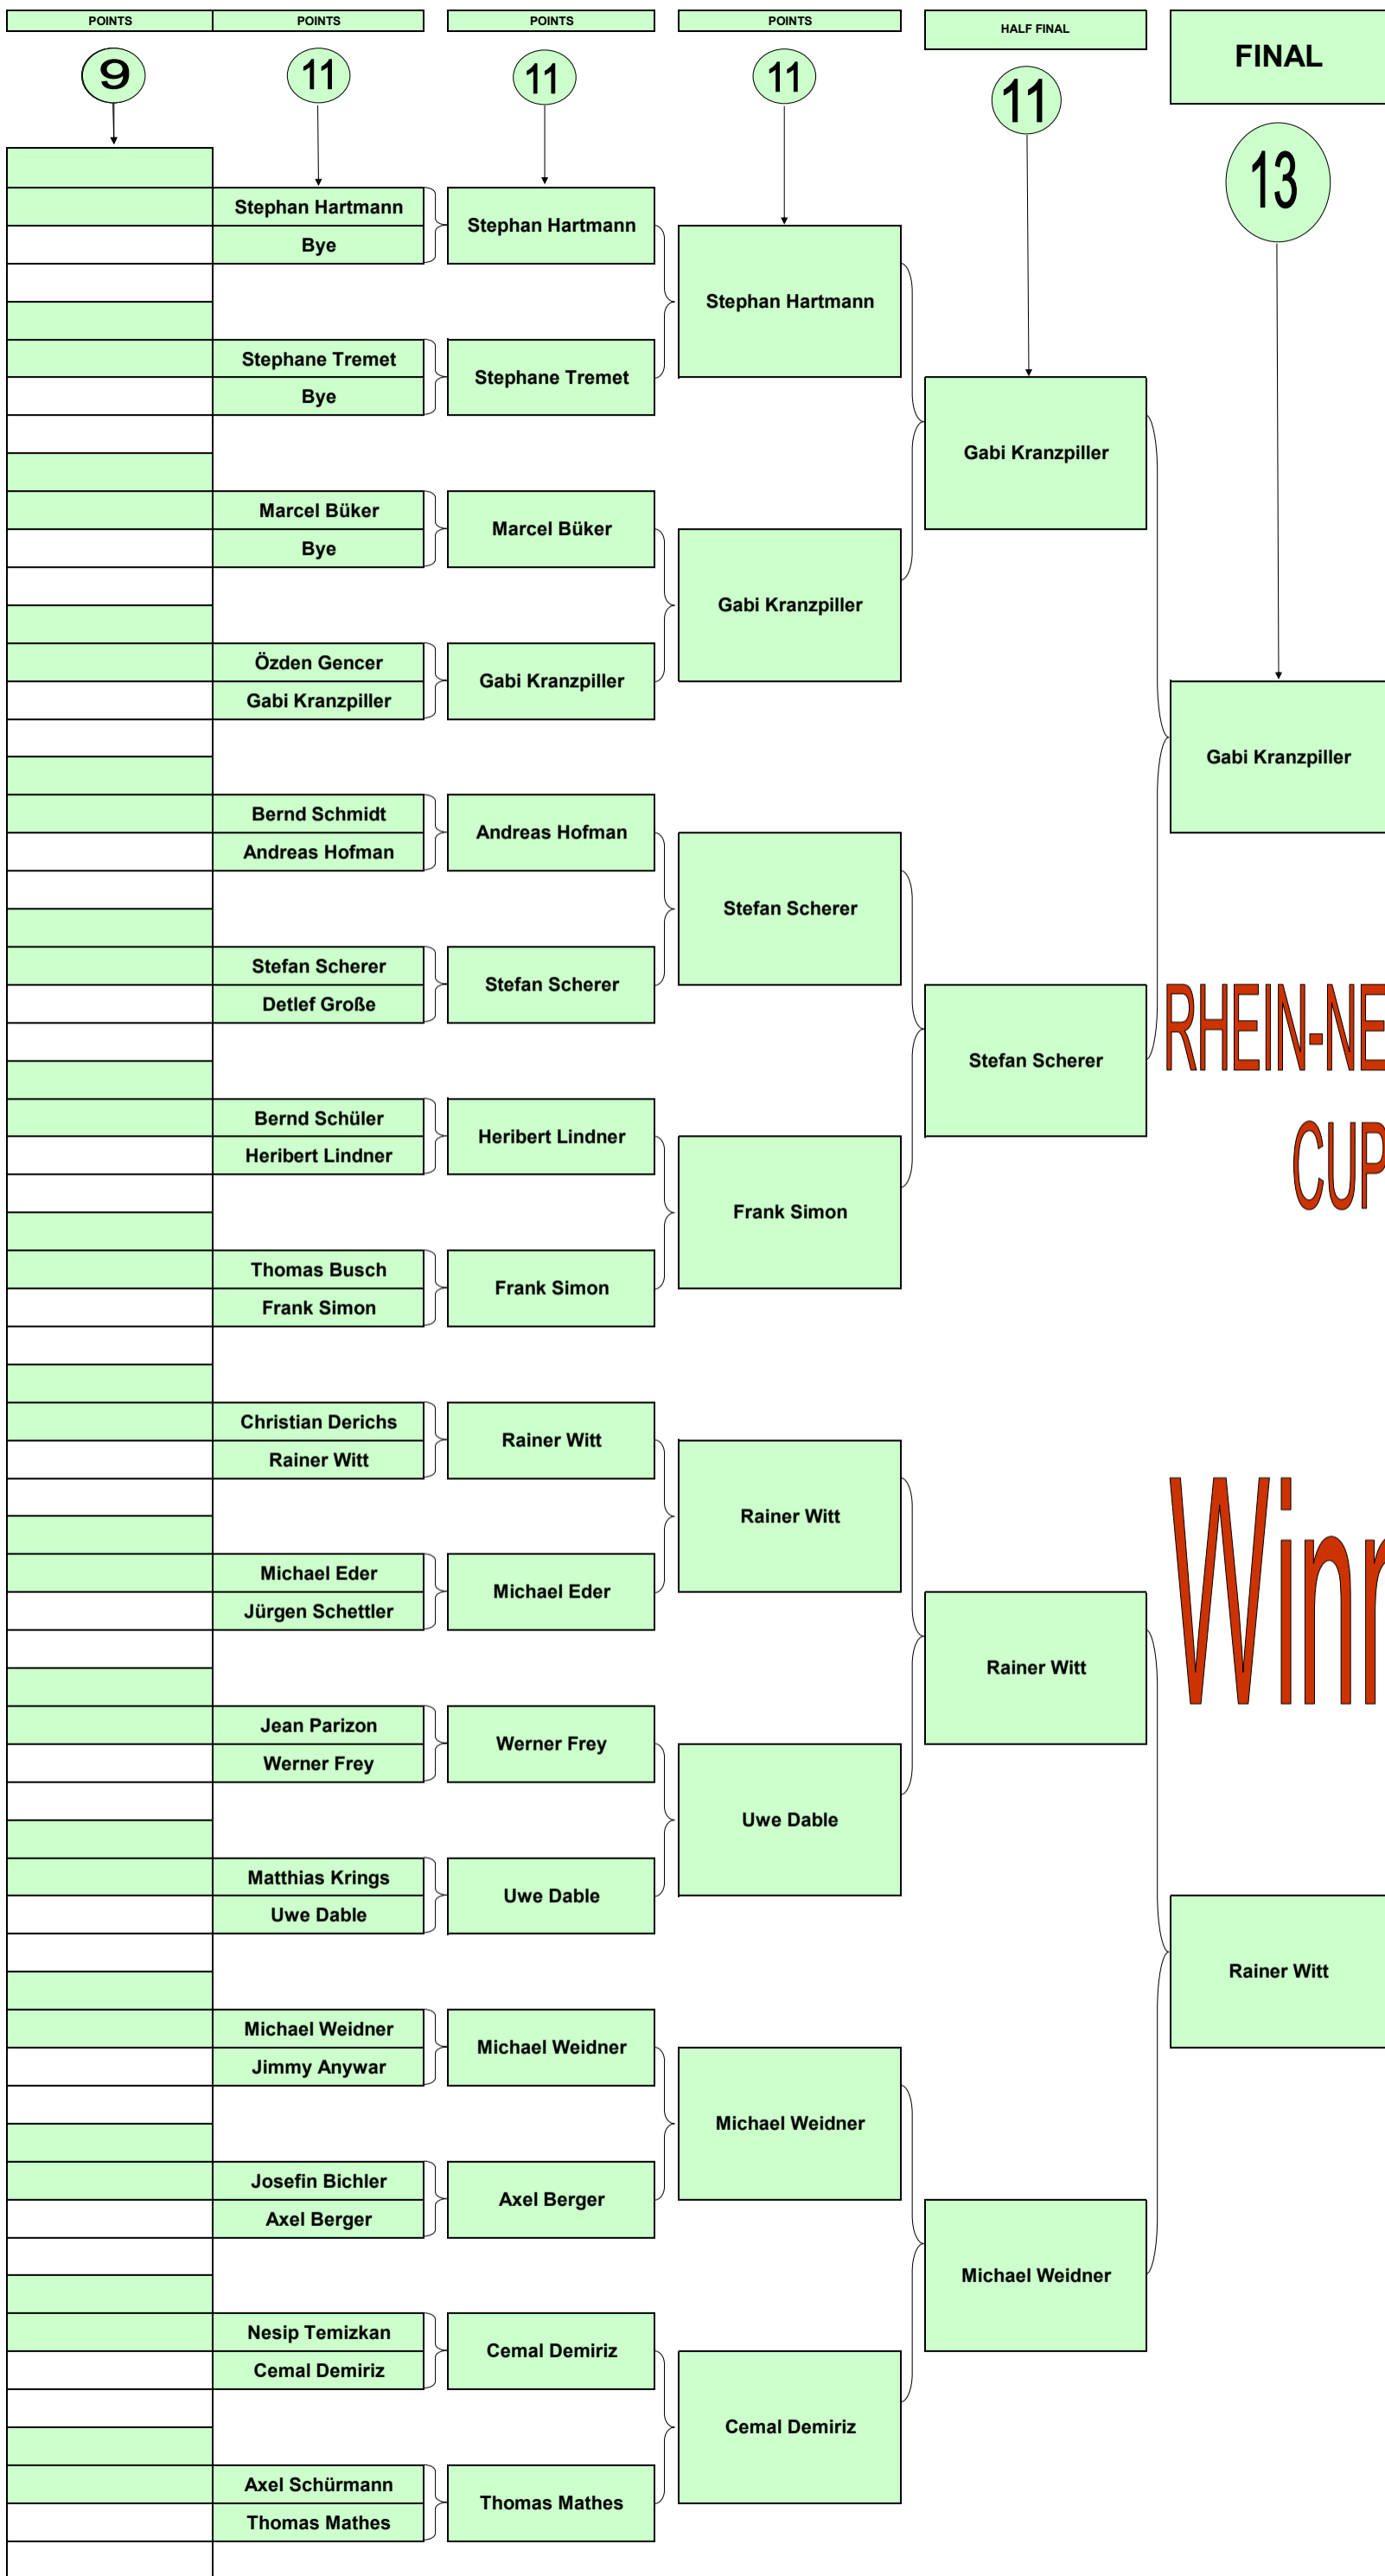 POINTS
POINTS
POINTS
POINTS
HALF FINAL
FINAL
9
11
11
11
11
13
Stephan Hartmann
Bye
Stephane Tremet
Bye
Marcel Büker
Bye
Özden Gencer
Gabi Kranzpiller
Bernd Schmidt
Andreas Hofman
Stefan Scherer
Detlef Große
Bernd Schüler
Heribert Lindner
Thomas Busch
Frank Simon
Christian Derichs
Rainer Witt
Michael Eder
Jürgen Schettler
Jean Parizon
Werner Frey
Matthias Krings
Uwe Dable
Michael Weidner
Jimmy Anywar
Josefin Bichler
Axel Berger
Nesip Temizkan
Cemal Demiriz
Axel Schürmann
Thomas Mathes
Stephan Hartmann
Stephane Tremet
Marcel Büker
Gabi Kranzpiller
Andreas Hofman
Stefan Scherer
Heribert Lindner
Frank Simon
Rainer Witt
Michael Eder
Werner Frey
Uwe Dable
Michael Weidner
Axel Berger
Cemal Demiriz
Thomas Mathes
Stephan Hartmann
Gabi Kranzpiller
Stefan Scherer
Frank Simon
Rainer Witt
Uwe Dable
Michael Weidner
Cemal Demiriz
Gabi Kranzpiller
Stefan Scherer
Rainer Witt
Michael Weidner
Gabi Kranzpiller
RHEIN-NE
CUP
Winn
Rainer Witt